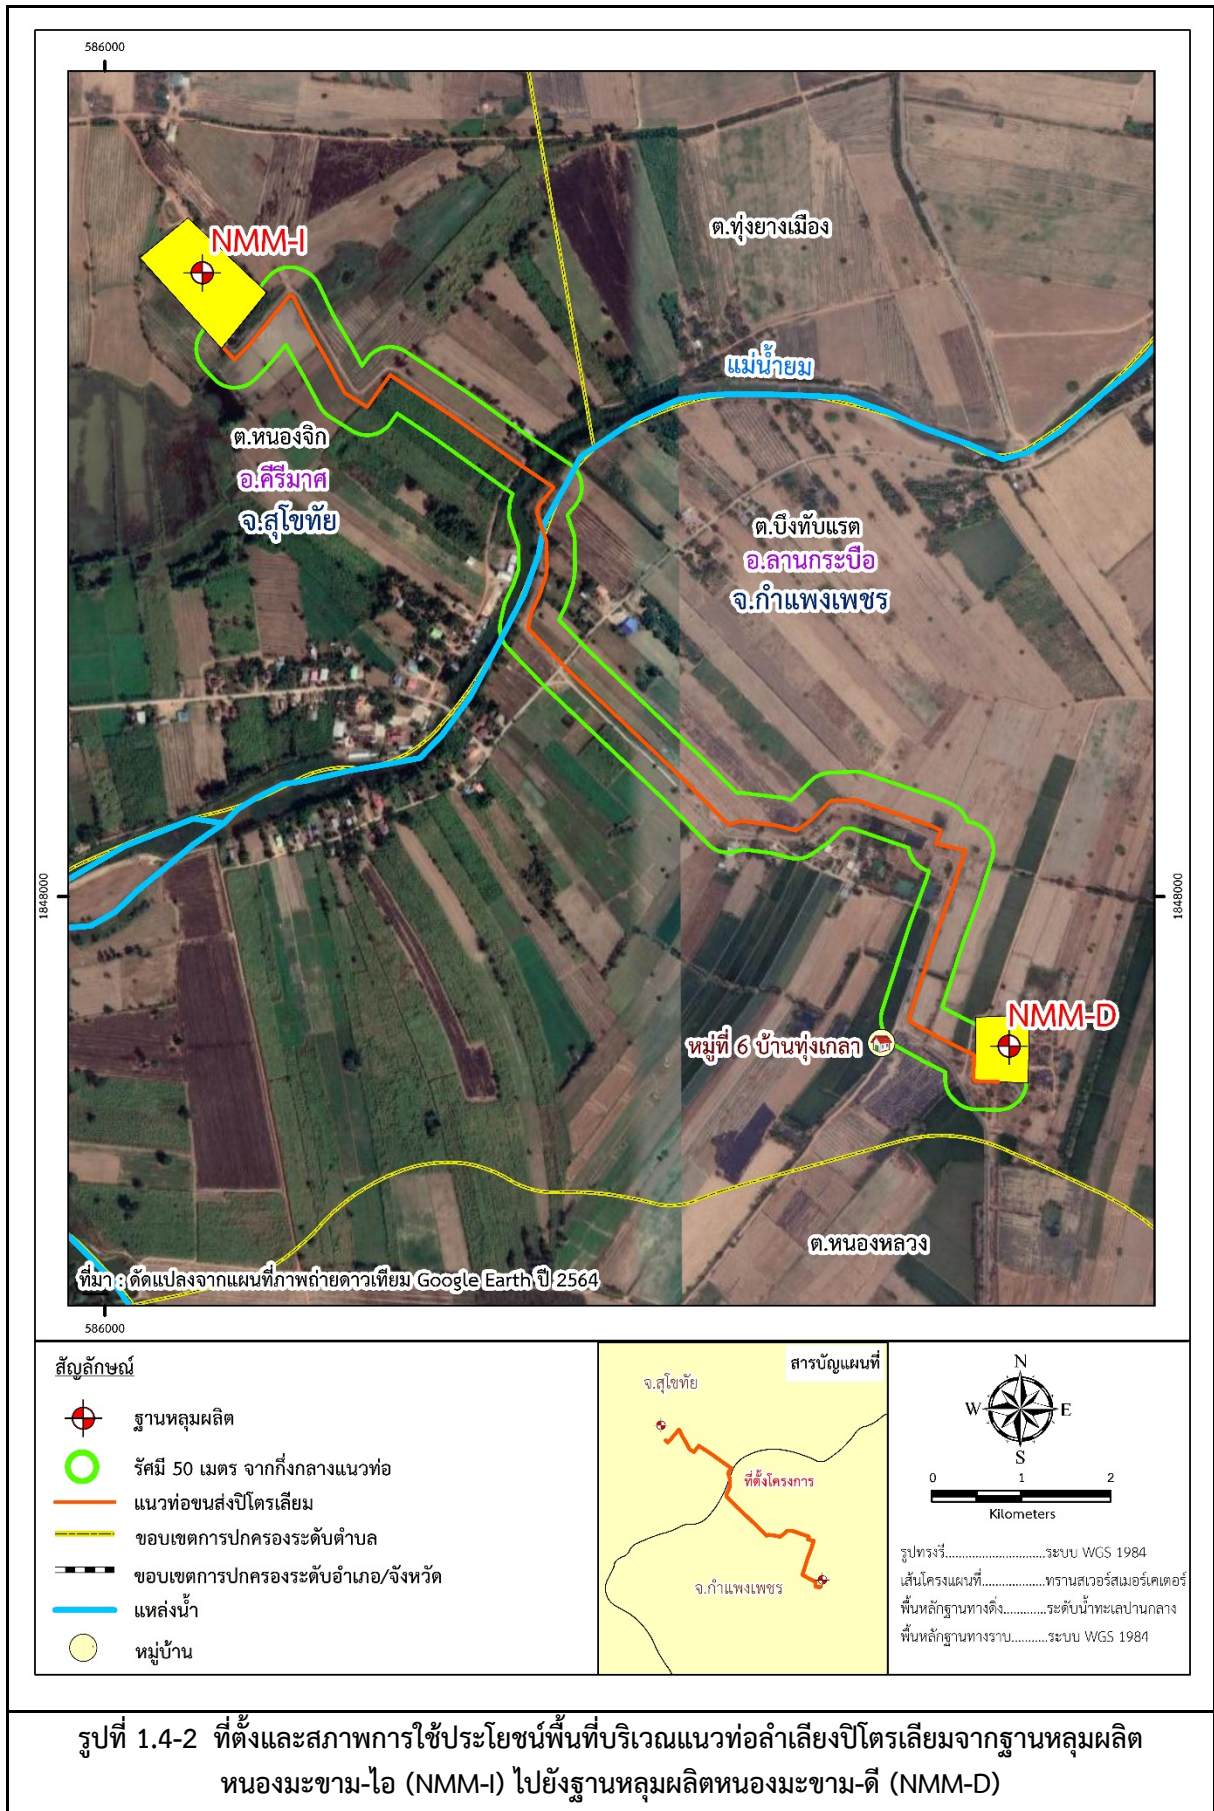 586000
NMM-I
ต.ทุ่งยางเมือง
แม่น้ำยม
ต.หนองจิก
อ.คีรีมาศ
จ.สุโขทัย
ต.บึงทับแรต
อ.ลานกระบือ
จ.กำแพงเพชร
1848000
1848000
NMM-D
หมู่ที่ 6 บ้านทุ่งเกลา
ต.หนองหลวง
ที่มา : ดัดแปลงจากแผนที่ภาพถ่ายดาวเทียม Google Earth ปี 2564
586000
สัญลักษณ์
ฐานหลุมผลิต
รัศมี 50 เมตร จากกึ่งกลางแนวท่อ
แนวท่อขนส่งปิโตรเลียม
ขอบเขตการปกครองระดับตำบล
ขอบเขตการปกครองระดับอำเภอ/จังหวัด
แหล่งน้ำ
หมู่บ้าน
สารบัญแผนที่
จ.สุโขทัย
ที่ตั้งโครงการ
จ.กำแพงเพชร
N
W E
S
0 1 2
Kilometers
รูปทรงรี.............................ระบบ WGS 1984
เส้นโครงแผนที่..................ทรานสเวอร์สเมอร์เคเตอร์
พื้นหลักฐานทางดิ่ง............ระดับน้ำทะเลปานกลาง
พื้นหลักฐานทางราบ..........ระบบ WGS 1984
รูปที่ 1.4-2 ที่ตั้งและสภาพการใช้ประโยชน์พื้นที่บริเวณแนวท่อลำเลียงปิโตรเลียมจากฐานหลุมผลิต
หนองมะขาม-ไอ (NMM-I) ไปยังฐานหลุมผลิตหนองมะขาม-ดี (NMM-D)